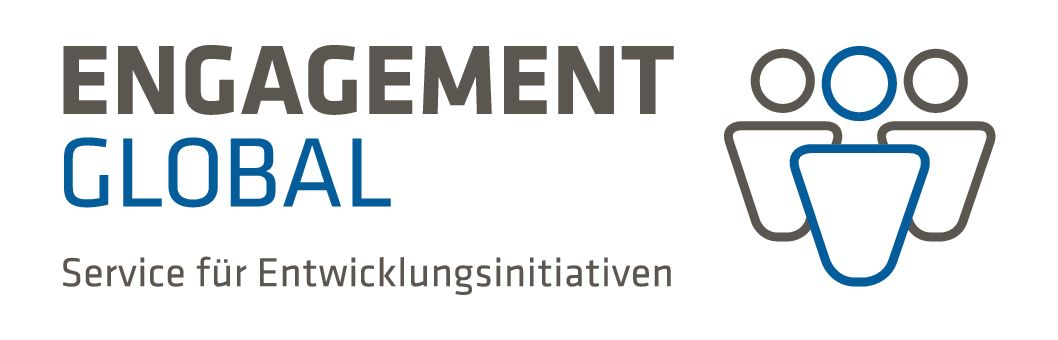 ENGAGEMENT
GLOBAL
Service für Entwicklungsinitiativen